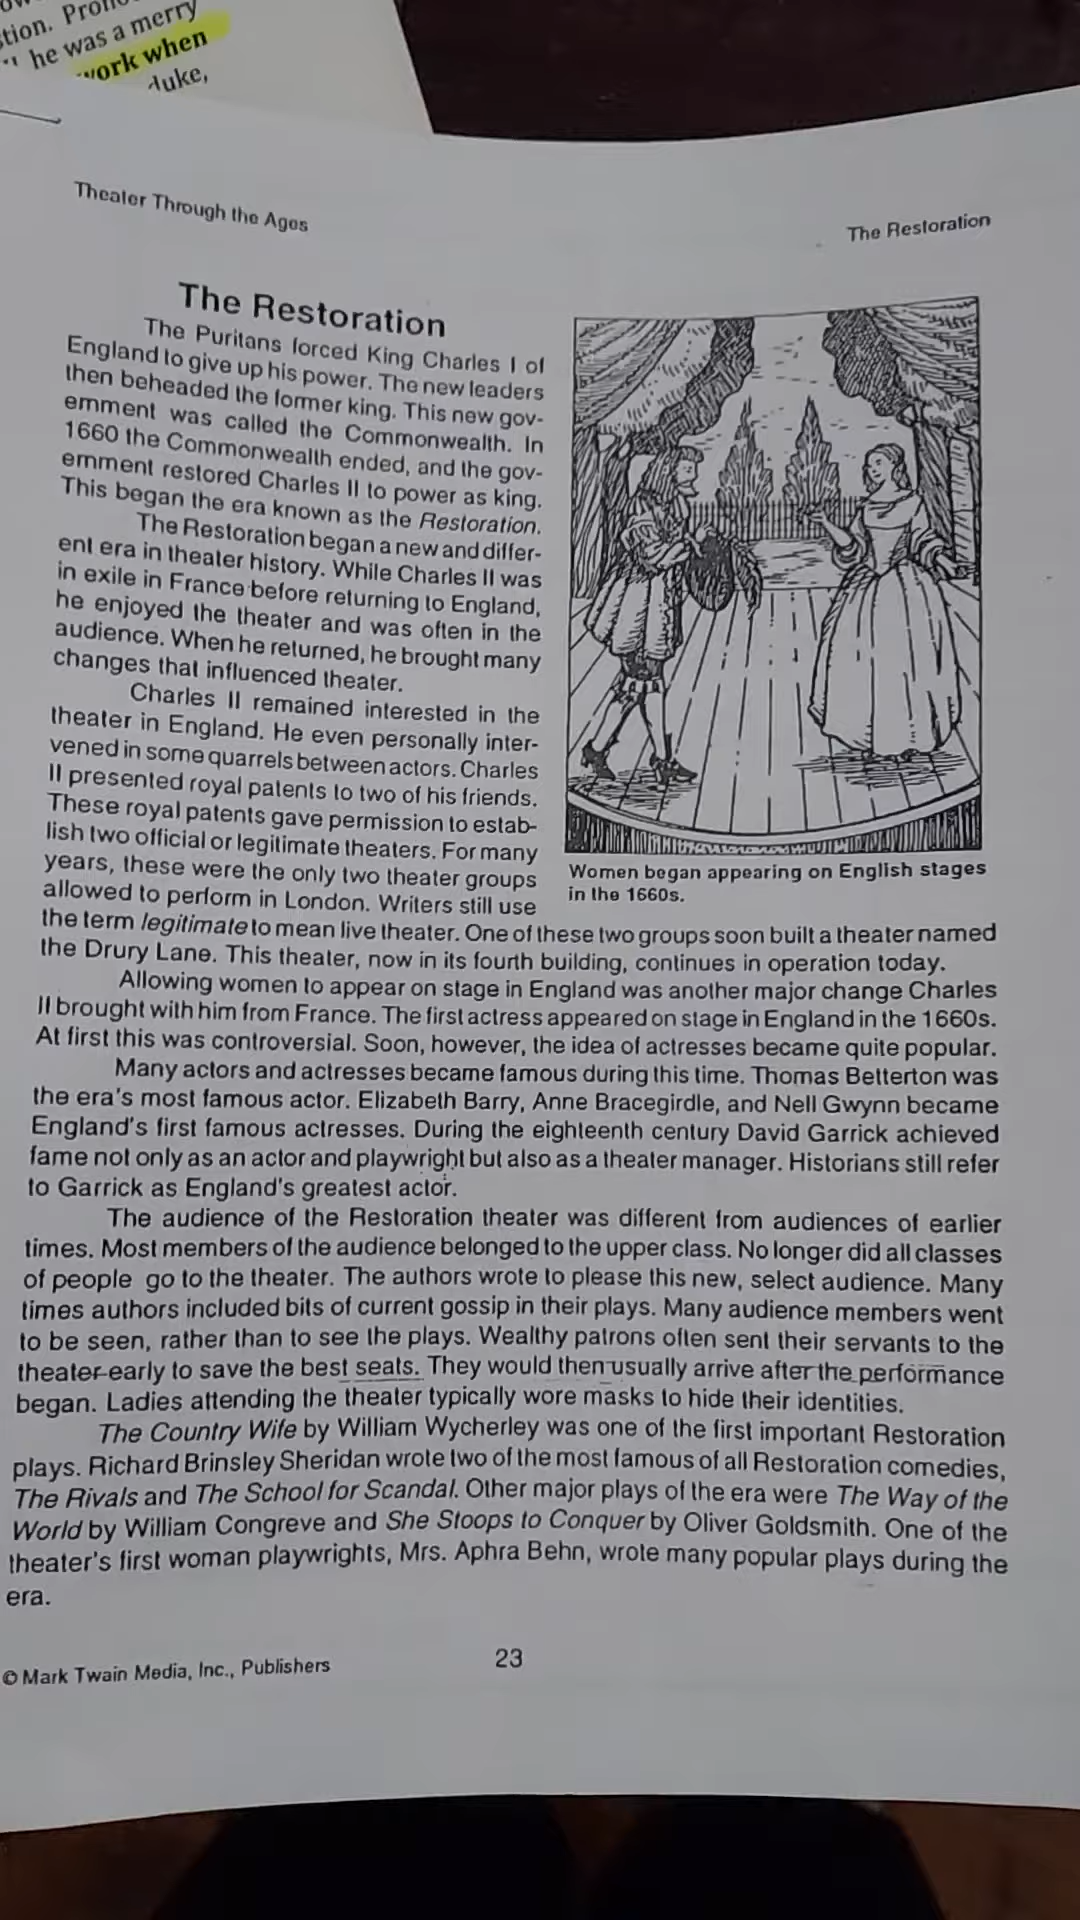 tion. Pron
he was a merry
work when
duke,
Theater Through the Ages
The Restoration
The Restoration
The Puritans forced King Charles I of
England to give up his power. The new leaders
then beheaded the former king. This new gov-
ernment was called the Commonwealth. In
1660 the Commonwealth ended, and the gov-
ernment restored Charles II to power as king.
This began the era known as the Restoration.
The Restoration began a new and differ-
ent era in theater history. While Charles II was
in exile in France before returning to England,
he enjoyed the theater and was often in the
audience. When he returned, he brought many
changes that influenced theater.
Charles II remained interested in the
theater in England. He even personally inter-
vened in some quarrels between actors. Charles
II presented royal patents to two of his friends.
These royal patents gave permission to estab-
lish two official or legitimate theaters. For many
years, these were the only two theater groups
allowed to perform in London. Writers still use
Women began appearing on English stages
in the 1660s.
the term legitimate to mean live theater. One of these two groups soon built a theater named
the Drury Lane. This theater, now in its fourth building, continues in operation today.
Allowing women to appear on stage in England was another major change Charles
II brought with him from France. The first actress appeared on stage in England in the 1660s.
At first this was controversial. Soon, however, the idea of actresses became quite popular.
Many actors and actresses became famous during this time. Thomas Betterton was
the era's most famous actor. Elizabeth Barry, Anne Bracegirdle, and Nell Gwynn became
England's first famous actresses. During the eighteenth century David Garrick achieved
fame not only as an actor and playwright but also as a theater manager. Historians still refer
to Garrick as England's greatest actor.
The audience of the Restoration theater was different from audiences of earlier
times. Most members of the audience belonged to the upper class. No longer did all classes
of people go to the theater. The authors wrote to please this new, select audience. Many
times authors included bits of current gossip in their plays. Many audience members went
to be seen, rather than to see the plays. Wealthy patrons often sent their servants to the
theater early to save the best seats. They would then usually arrive after the performance
began. Ladies attending the theater typically wore masks to hide their identities.
The Country Wife by William Wycherley was one of the first important Restoration
plays. Richard Brinsley Sheridan wrote two of the most famous of all Restoration comedies,
The Rivals and The School for Scandal. Other major plays of the era were The Way of the
World by William Congreve and She Stoops to Conquer by Oliver Goldsmith. One of the
theater's first woman playwrights, Mrs. Aphra Behn, wrote many popular plays during the
era.
© Mark Twain Media, Inc., Publishers
23